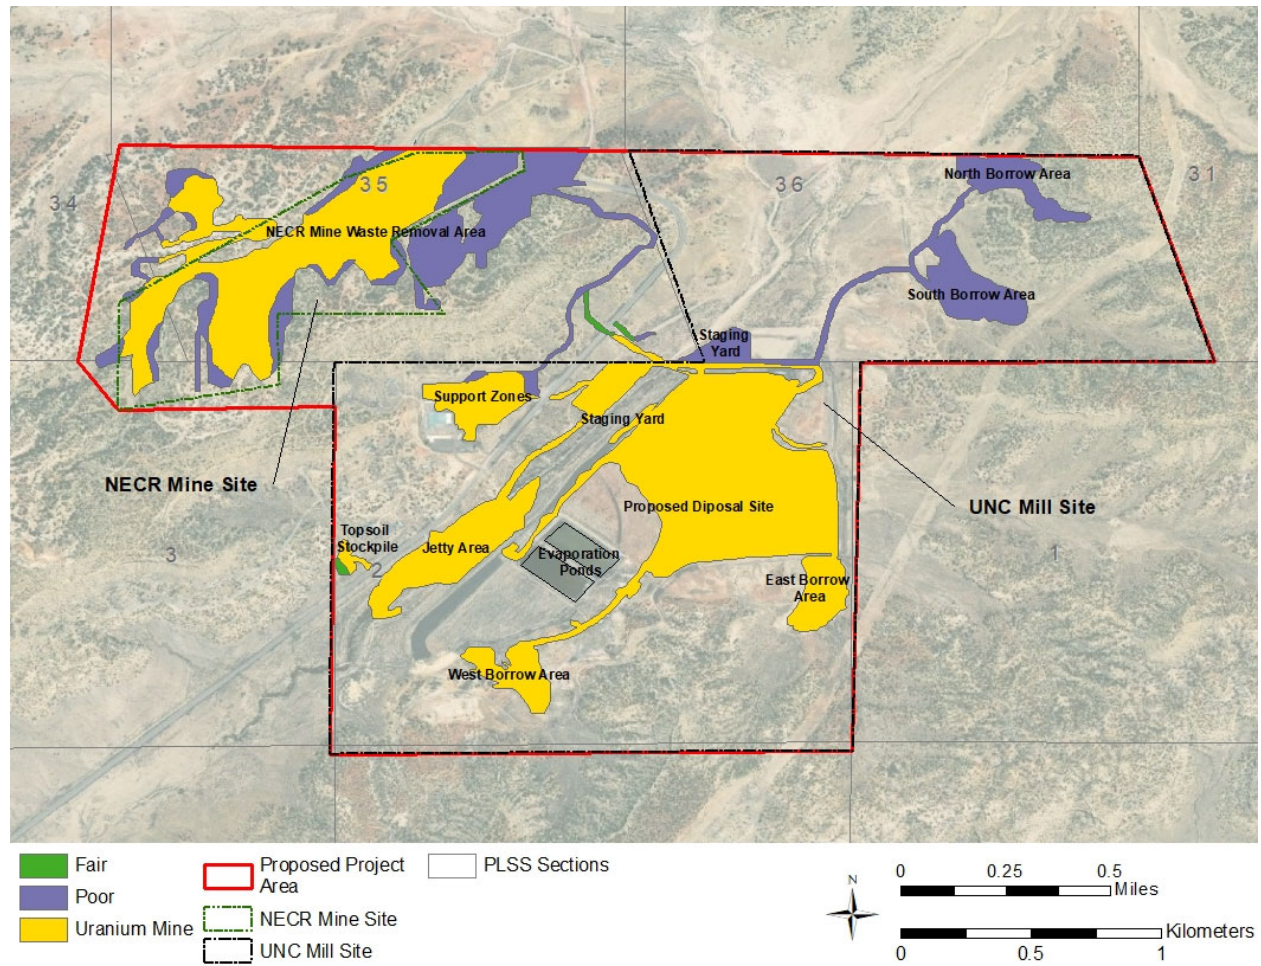 North Borrow Area
31
35
36
34
NECR Mine Waste Removal Area
South Borrow Area
Staging
Yard
Support Zones
Staging Yard
NECR Mine Site
Proposed Diposal Site
UNC Mill Site
Topsoil
Stockpile
Jetty Area
Evaporation
Ponds
3
2
1
East Borrow
Area
West Borrow Area
Fair
Poor
Uranium Mine
Proposed Project
Area
NECR Mine Site
UNC Mill Site
PLSS Sections
N
0 0.25 0.5
Miles
Kilometers
0 0.5 1